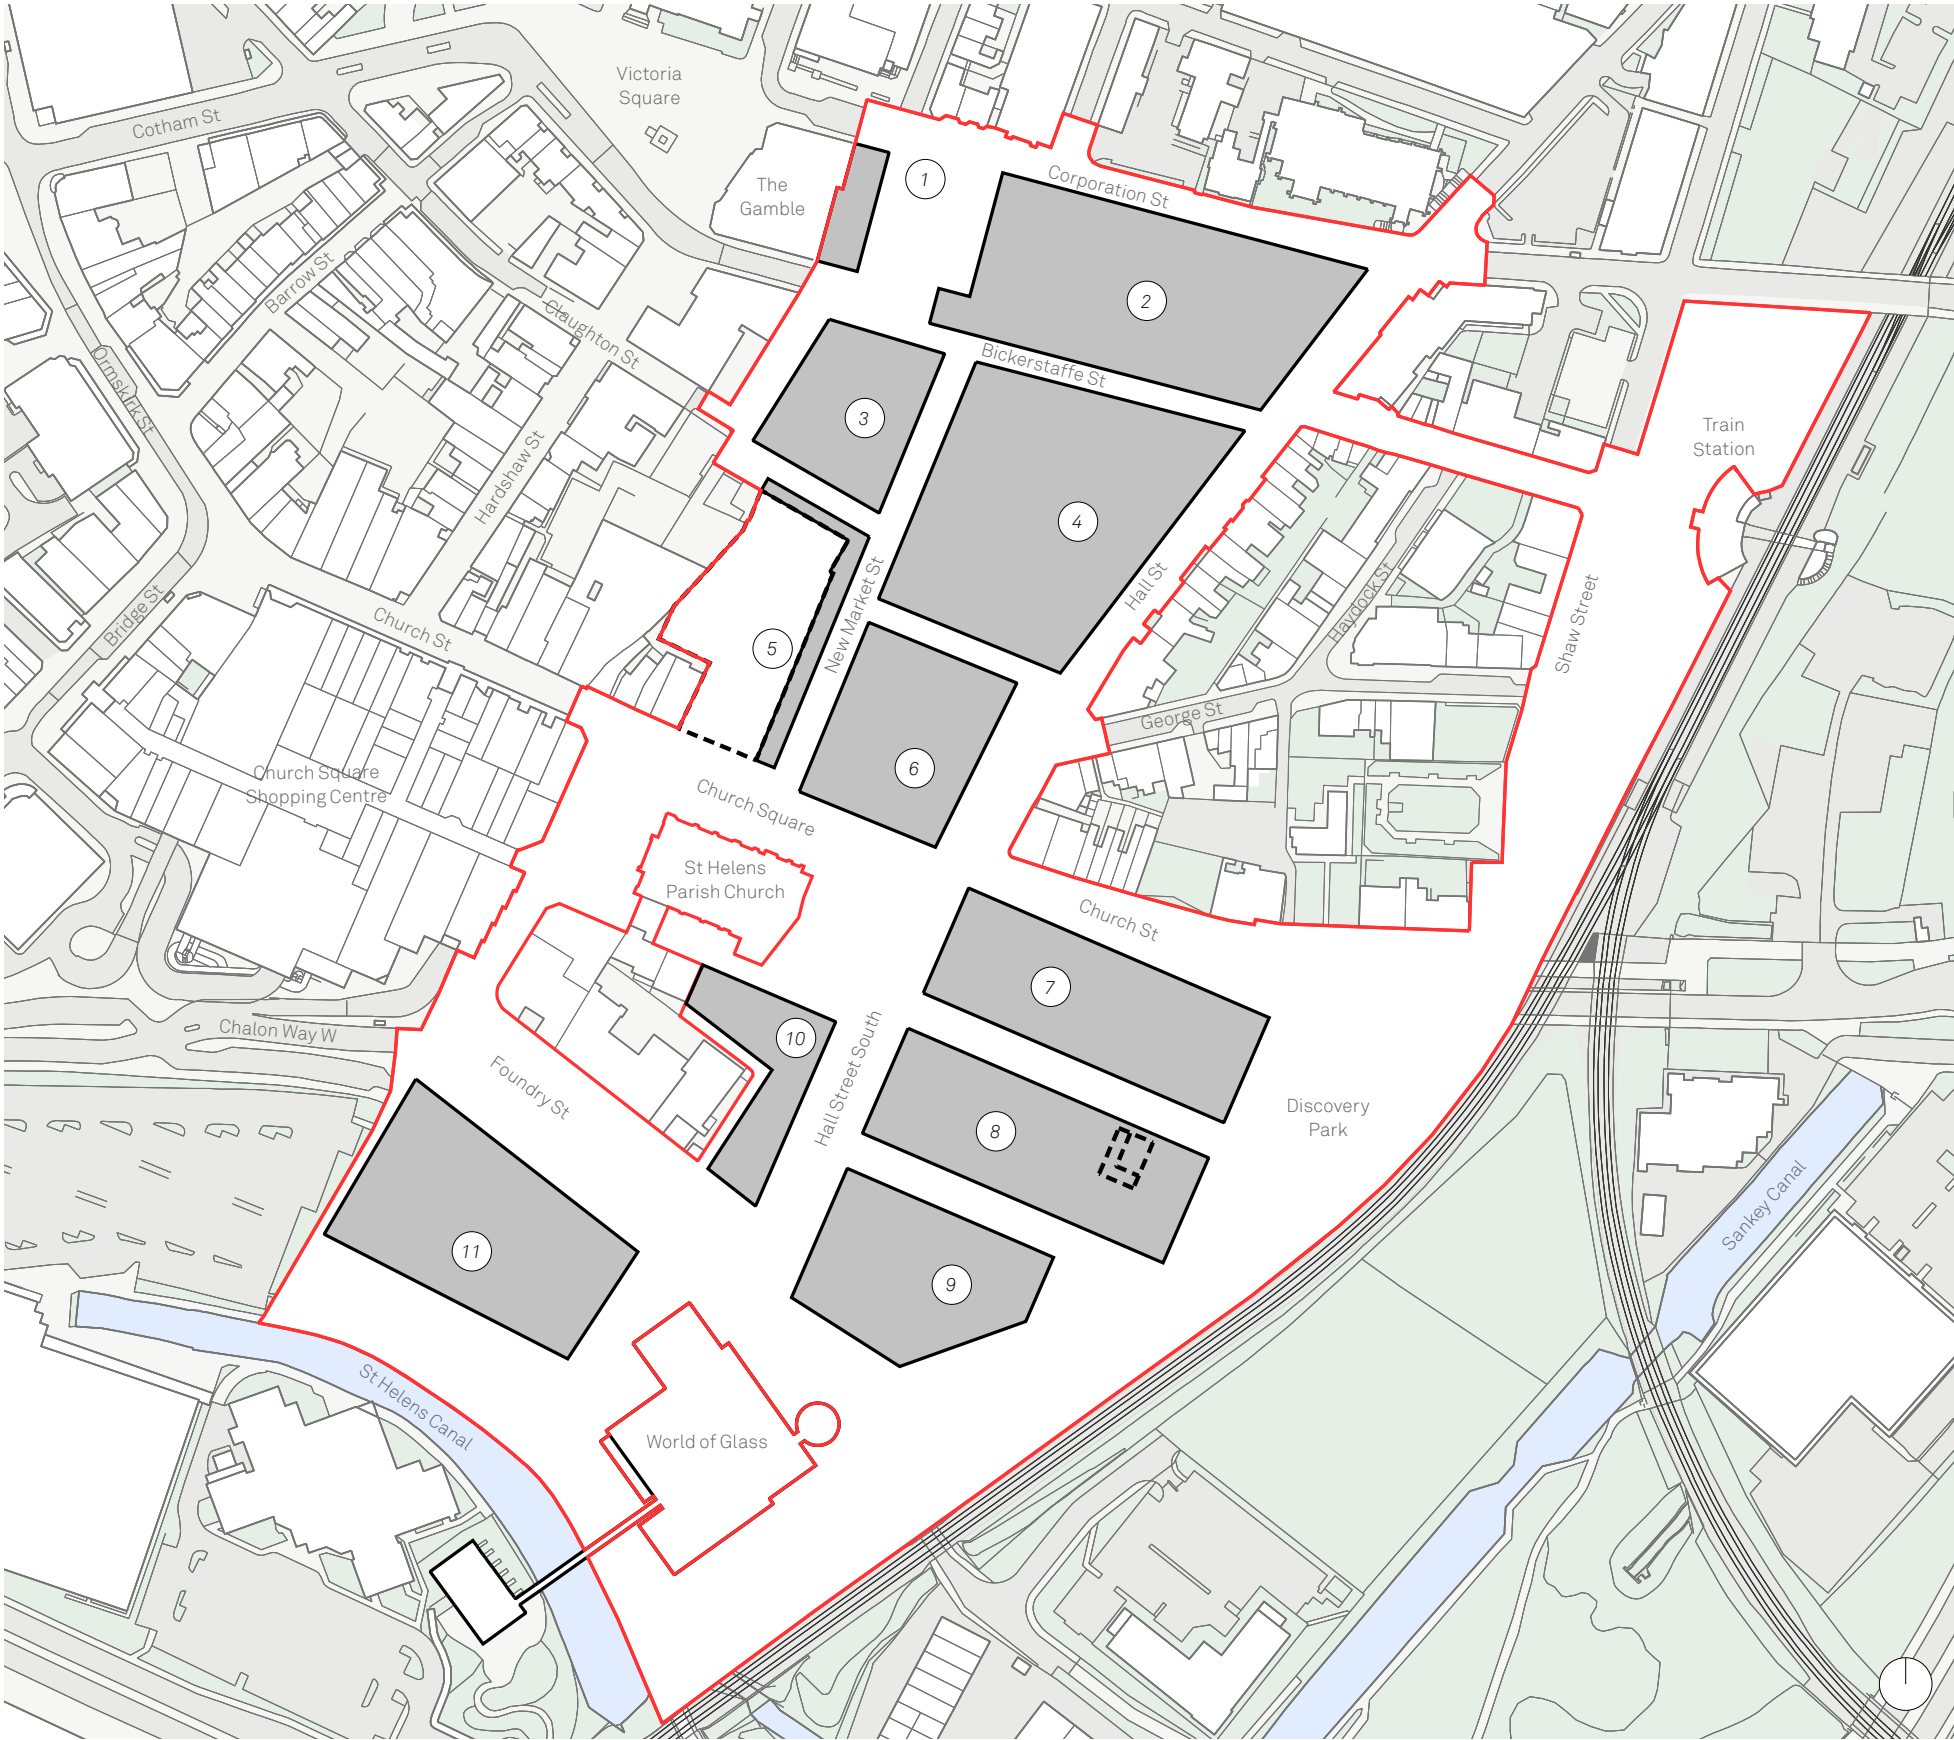 Victoria
Square
Cotham St
The
Gamble
1
Corporation St
Barrow St
2
Claughton St
Bickerstaffe St
Ormskirk St
3
Train
Station
Hardshaw St
4
New Market St
Hall St
Haydock St
Bridge St
Church St
5
Shaw Street
George St
6
Church Square
Shopping Centre
Church Square
St Helens
Parish Church
Church St
7
Chalon Way W
10
Foundry St
Hall Street South
8
Discovery
Park
Sankey Canal
11
9
St Helens Canal
World of Glass